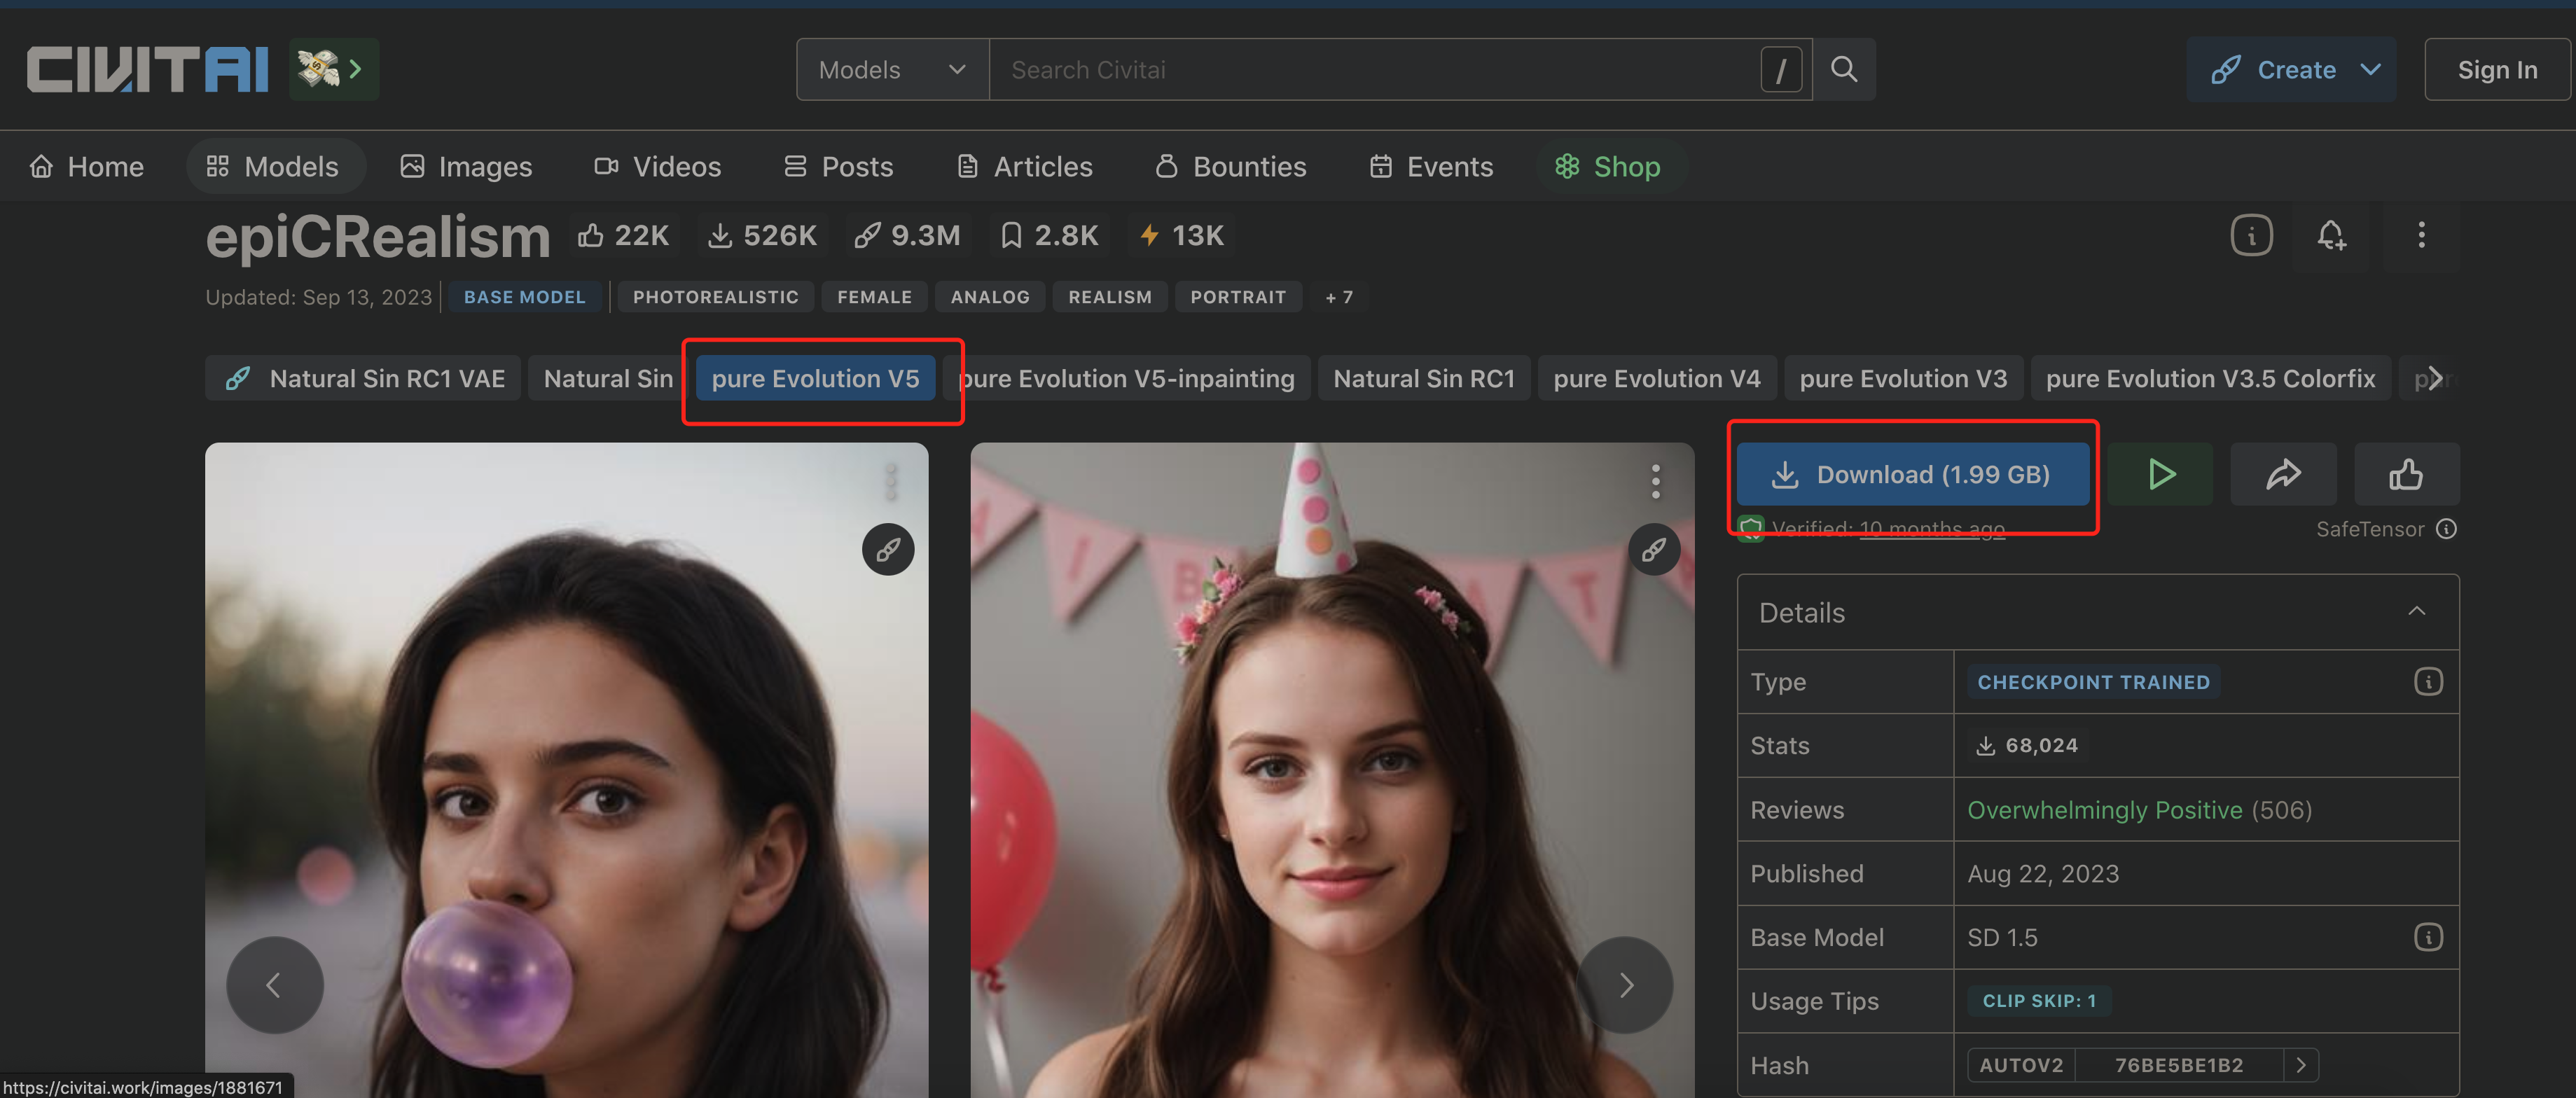 CIVITAI
Models Search Civitai / Create Sign In
Home Models Images Videos Posts Articles Bounties Events Shop
epiCRealism 22K 526K 9.3M 2.8K 13K
Updated: Sep 13, 2023 BASE MODEL PHOTOREALISTIC FEMALE ANALOG REALISM PORTRAIT + 7
Natural Sin RC1 VAE Natural Sin pure Evolution V5 pure Evolution V5-inpainting Natural Sin RC1 pure Evolution V4 pure Evolution V3 pure Evolution V3.5 Colorfix
Download (1.99 GB)
Verified: 10 months ago SafeTensor
Details
Type CHECKPOINT TRAINED
Stats 68,024
Reviews Overwhelmingly Positive (506)
Published Aug 22, 2023
Base Model SD 1.5
Usage Tips CLIP SKIP: 1
Hash AUTOV2 76BE5BE1B2
https://civitai.work/images/1881671